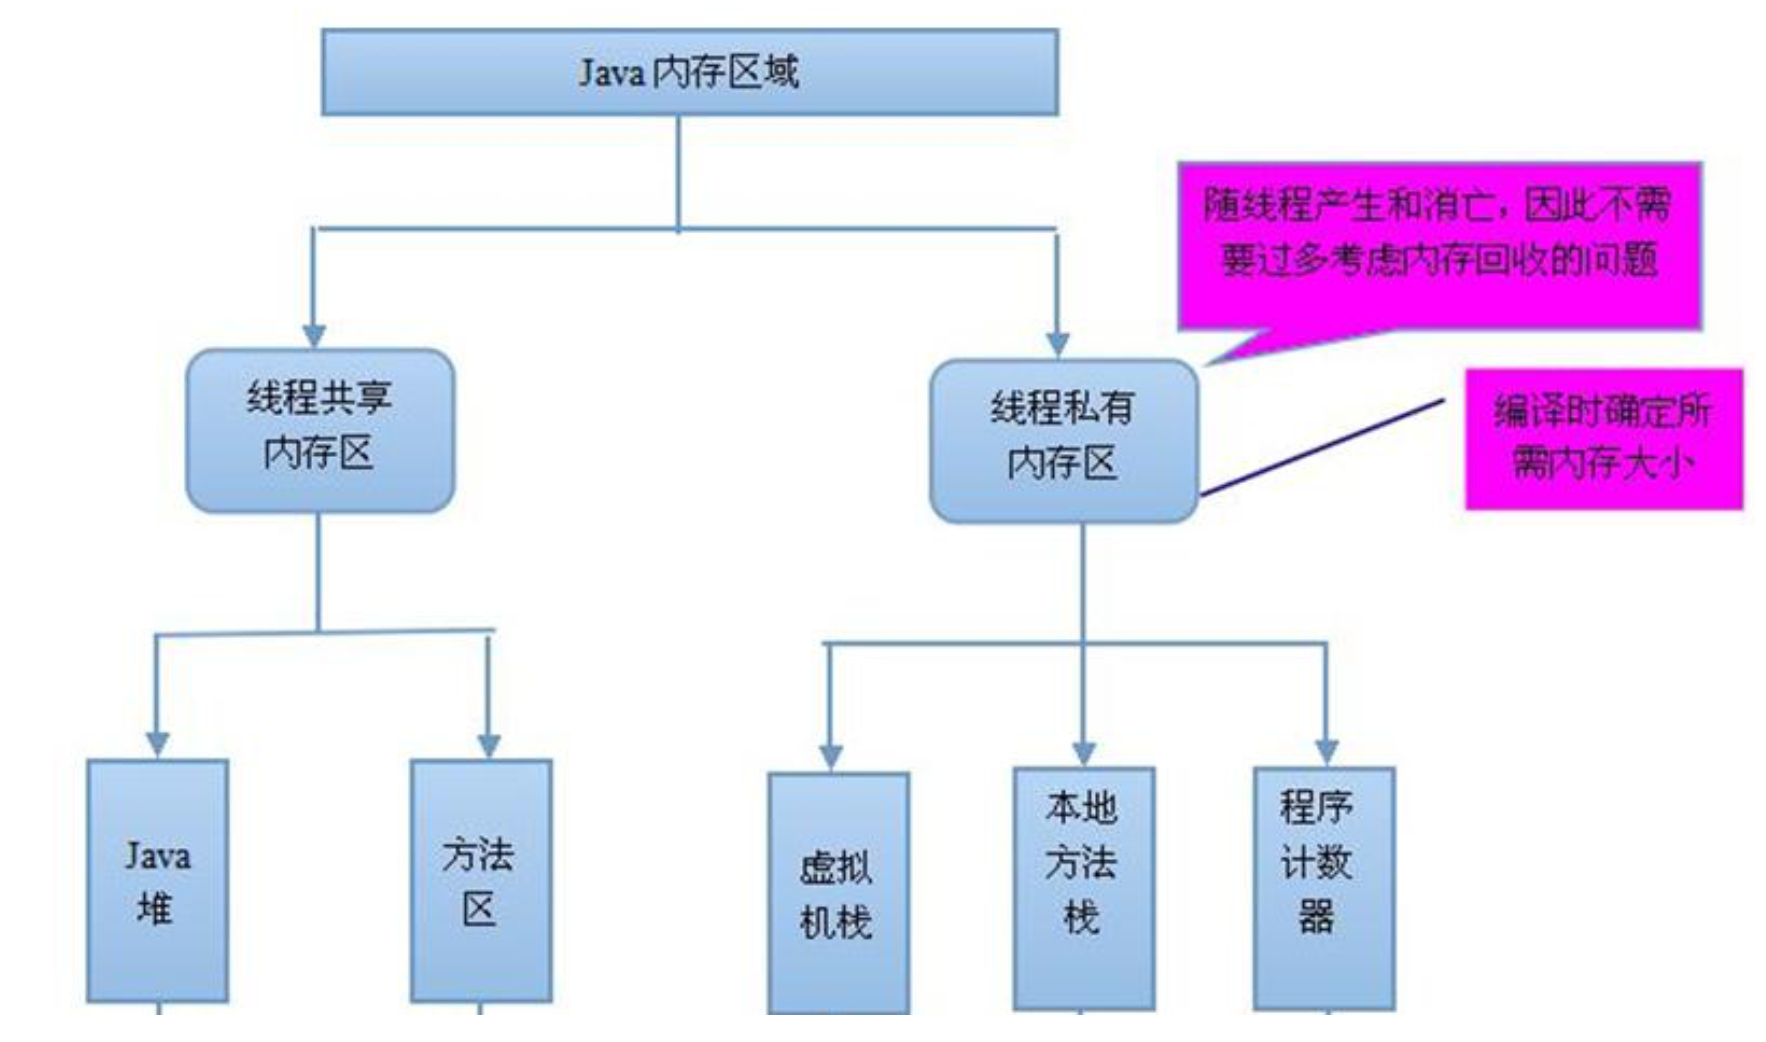 Java 内存区域
随线程产生和消亡，因此不需
要过多考虑内存回收的问题
线程共享
内存区
线程私有
内存区
编译时确定所
需内存大小
Java
堆
方法
区
虚拟
机栈
本地
方法
栈
程序
计数
器